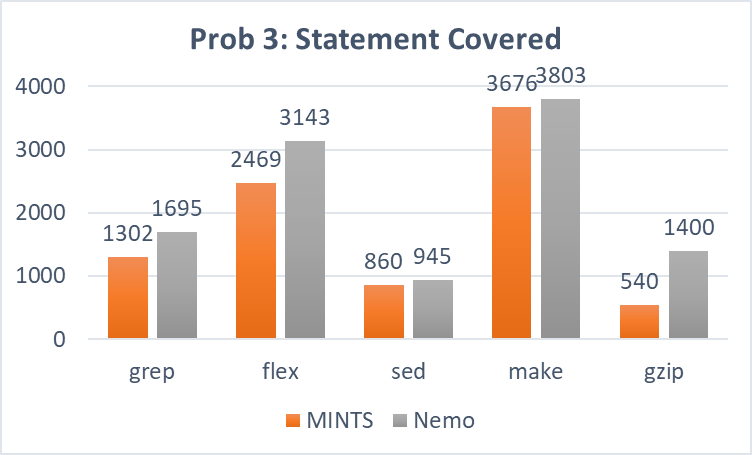 Prob 3: Statement Covered
4000
3000
2000
1000
0
1302
1695
2469
3143
860
945
3676
3803
540
1400
grep
flex
sed
make
gzip
MINTS
Nemo